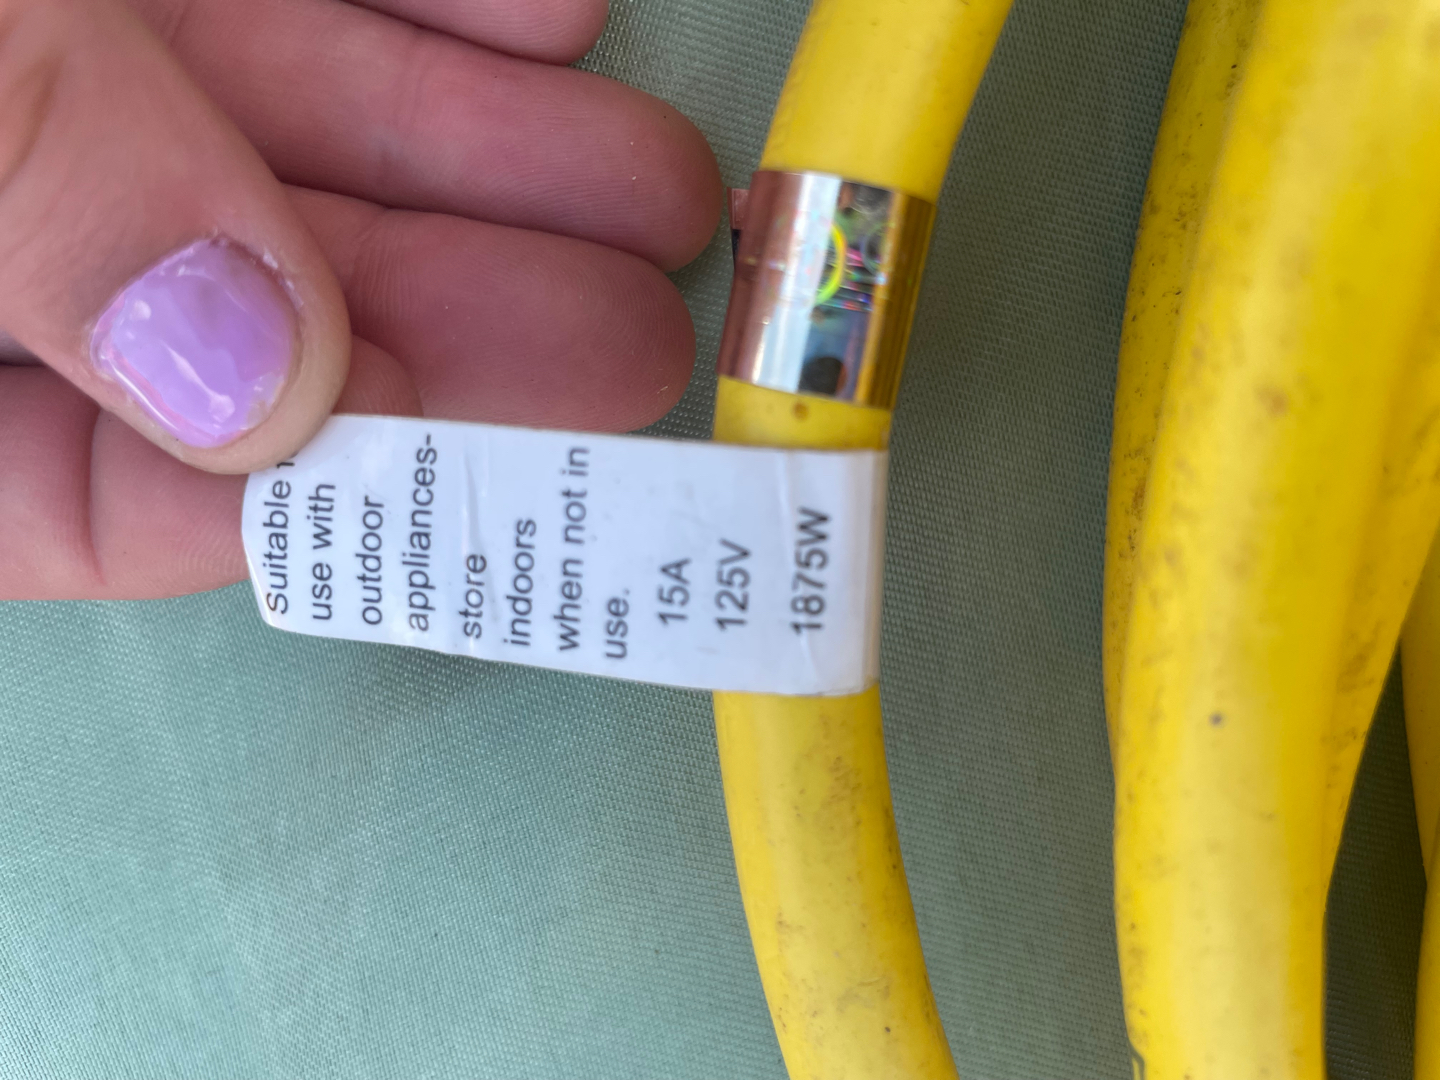 Suitable
use with
outdoor
appliances-
store
indoors
when not in
use.
15A
125V
1875W